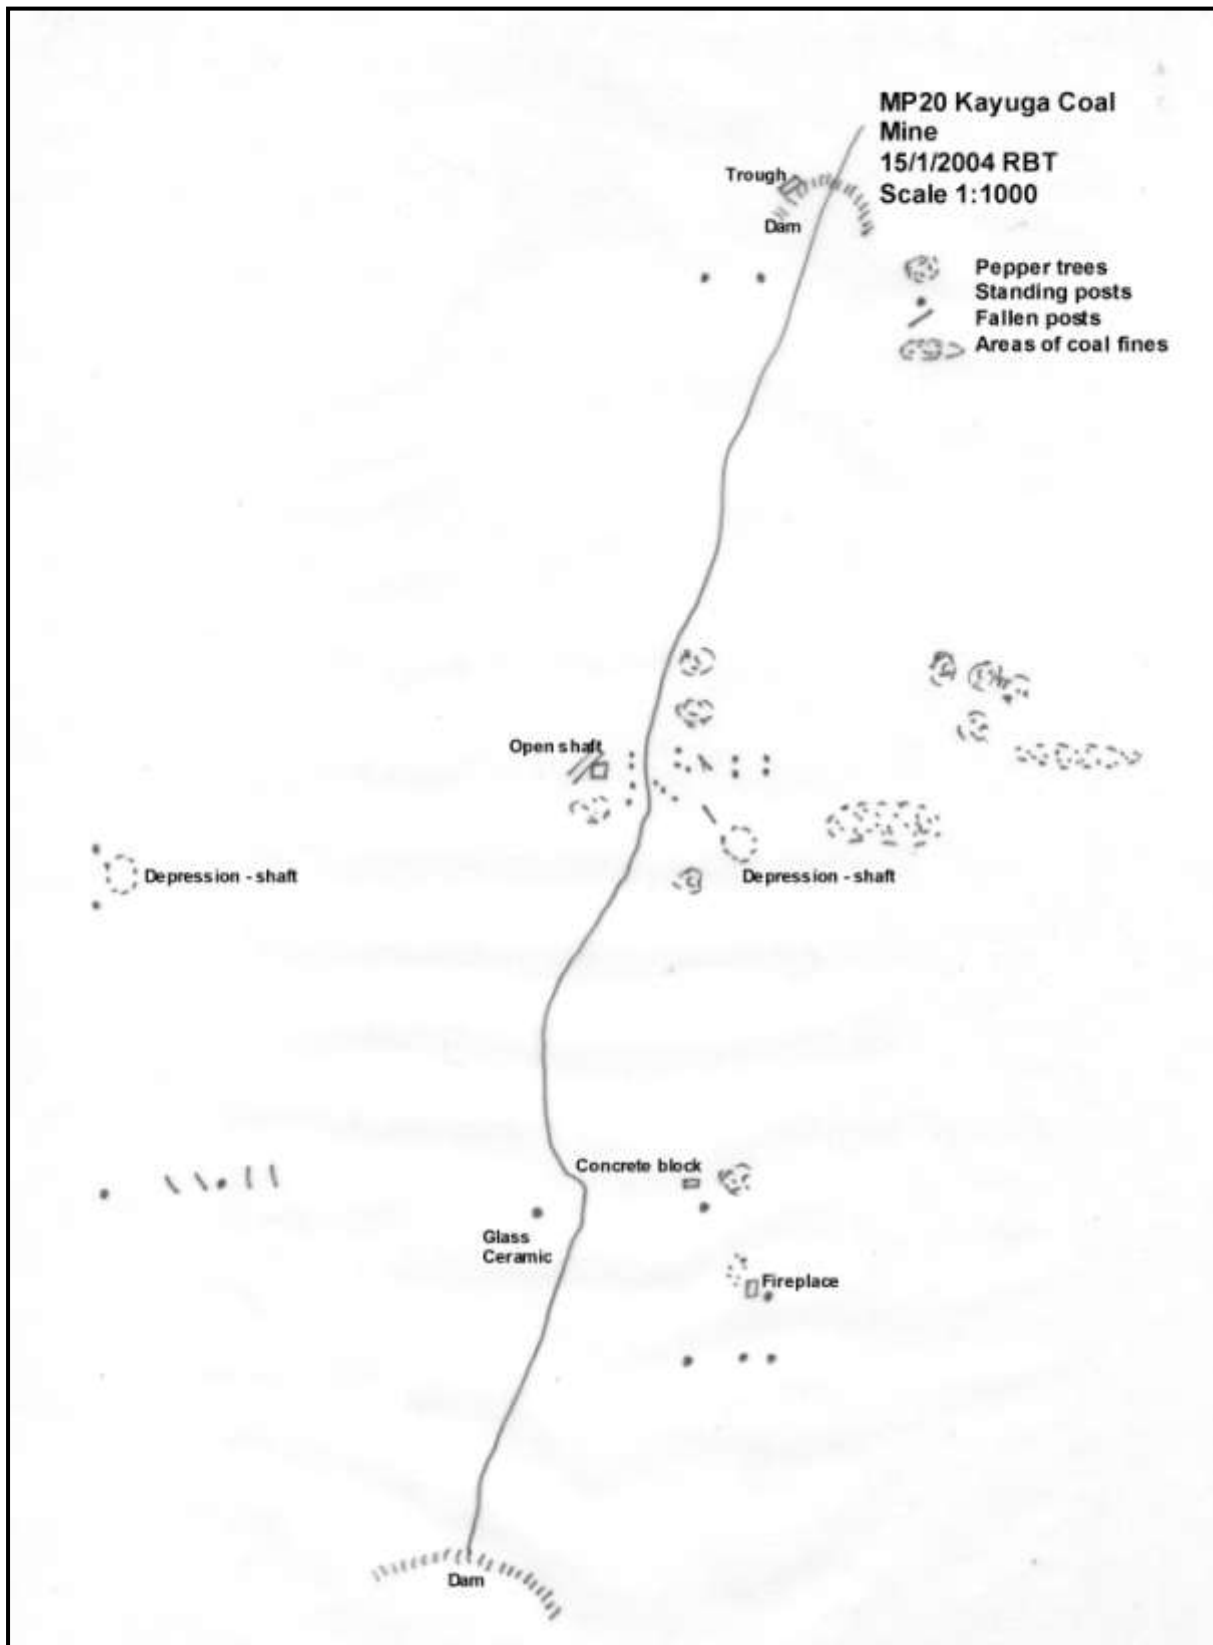 MP20 Kayuga Coal
Mine
15/1/2004 RBT
Scale 1:1000
Trough
Dam
Pepper trees
Standing posts
Fallen posts
Areas of coal fines
Open shaft
Depression - shaft
Depression - shaft
Concrete block
Glass
Ceramic
Fireplace
Dam